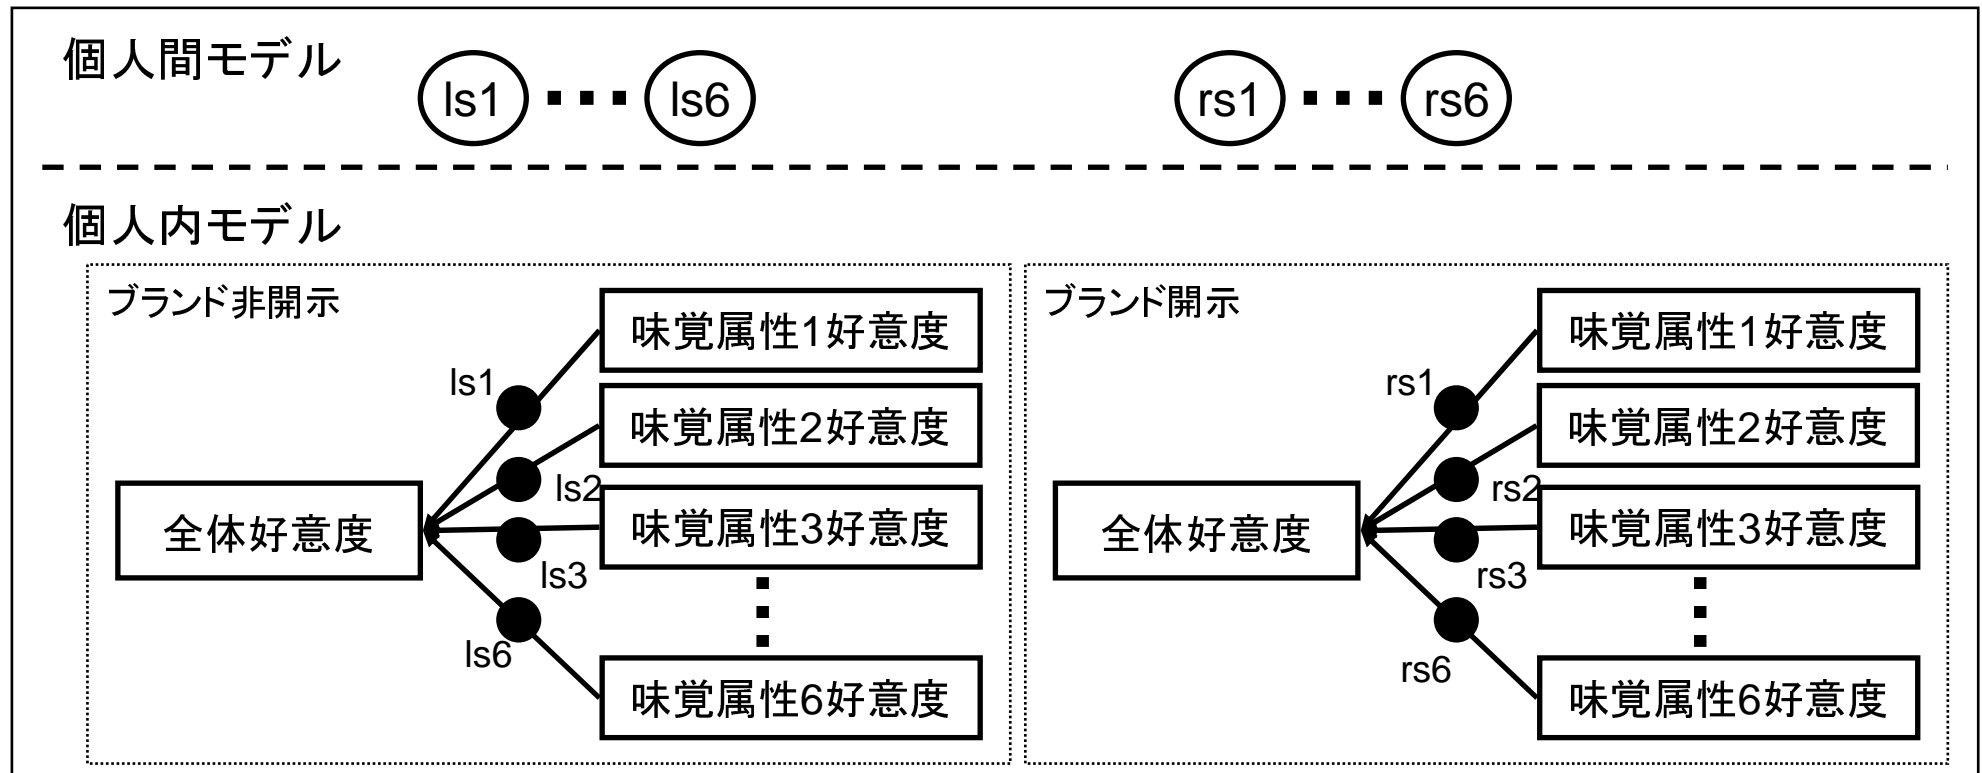 個人間モデル
ls1 ▪▪▪ ls6
rs1 ▪▪▪ rs6
個人内モデル
ブランド非開示
味覚属性1好意度
ls1
味覚属性2好意度
ls2
全体好意度
味覚属性3好意度
ls3
ls6
味覚属性6好意度
ブランド開示
味覚属性1好意度
rs1
味覚属性2好意度
rs2
全体好意度
味覚属性3好意度
rs3
rs6
味覚属性6好意度